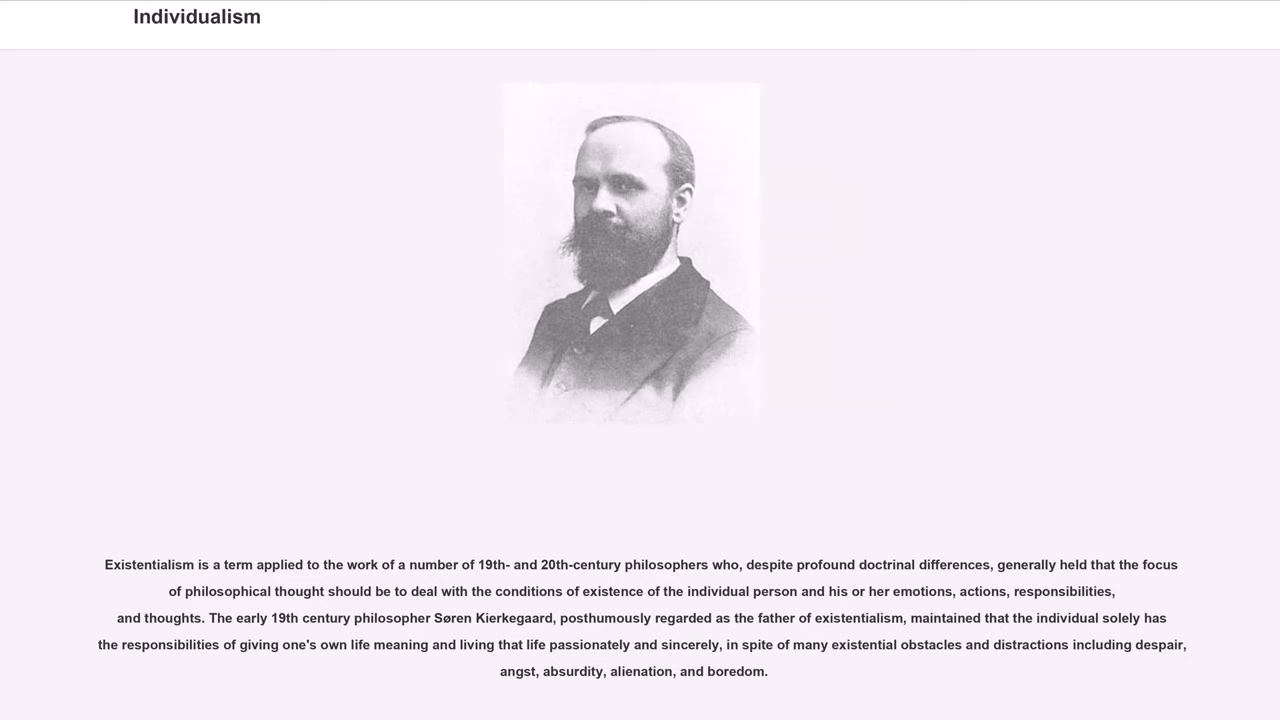 Individualism
Existentialism is a term applied to the work of a number of 19th- and 20th-century philosophers who, despite profound doctrinal differences, generally held that the focus
of philosophical thought should be to deal with the conditions of existence of the individual person and his or her emotions, actions, responsibilities,
and thoughts. The early 19th century philosopher Søren Kierkegaard, posthumously regarded as the father of existentialism, maintained that the individual solely has
the responsibilities of giving one's own life meaning and living that life passionately and sincerely, in spite of many existential obstacles and distractions including despair,
angst, absurdity, alienation, and boredom.